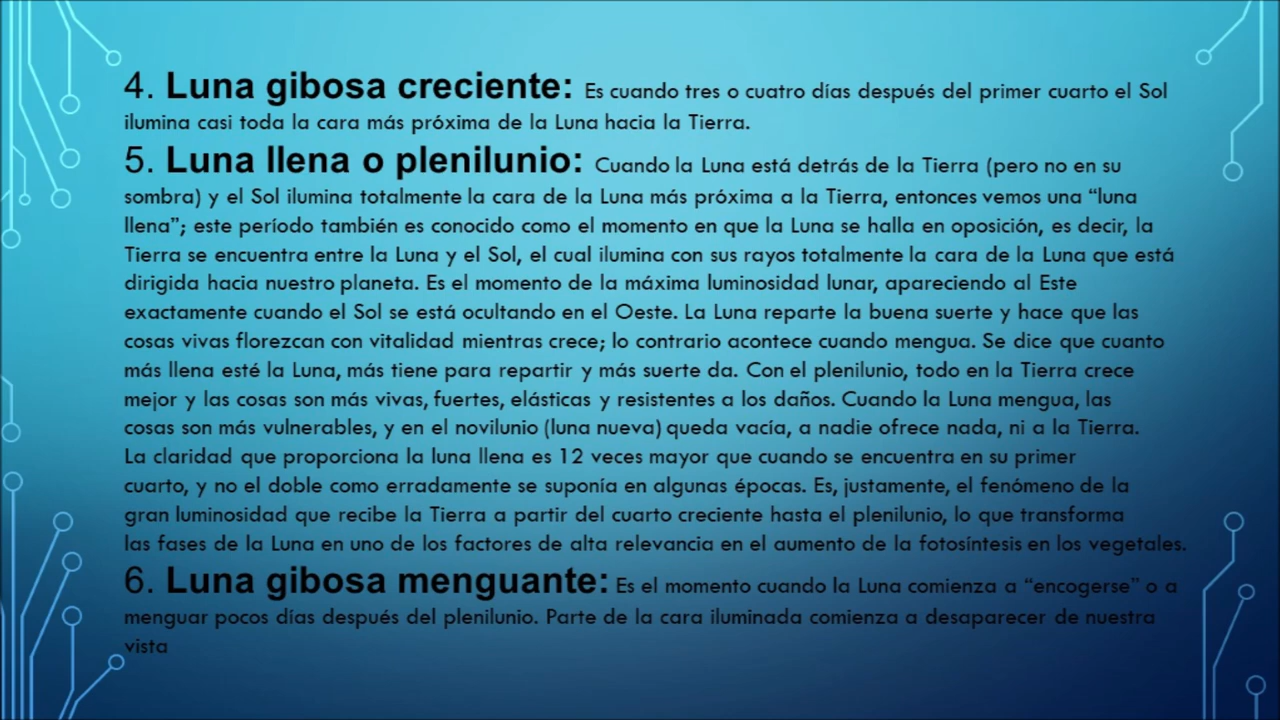 4. Luna gibosa creciente: Es cuando tres o cuatro días después del primer cuarto el Sol
ilumina casi toda la cara más próxima de la Luna hacia la Tierra.
5. Luna llena o plenilunio: Cuando la Luna está detrás de la Tierra (pero no en su
sombra) y el Sol ilumina totalmente la cara de la Luna más próxima a la Tierra, entonces vemos una “luna
llena”; este período también es conocido como el momento en que la Luna se halla en oposición, es decir, la
Tierra se encuentra entre la Luna y el Sol, el cual ilumina con sus rayos totalmente la cara de la Luna que está
dirigida hacia nuestro planeta. Es el momento de la máxima luminosidad lunar, apareciendo al Este
exactamente cuando el Sol se está ocultando en el Oeste. La Luna reparte la buena suerte y hace que las
cosas vivas florezcan con vitalidad mientras crece; lo contrario acontece cuando mengua. Se dice que cuanto
más llena esté la Luna, más tiene para repartir y más suerte da. Con el plenilunio, todo en la Tierra crece
mejor y las cosas son más vivas, fuertes, elásticas y resistentes a los daños. Cuando la Luna mengua, las
cosas son más vulnerables, y en el novilunio (luna nueva) queda vacía, a nadie ofrece nada, ni a la Tierra.
La claridad que proporciona la luna llena es 12 veces mayor que cuando se encuentra en su primer
cuarto, y no el doble como erradamente se suponía en algunas épocas. Es, justamente, el fenómeno de la
gran luminosidad que recibe la Tierra a partir del cuarto creciente hasta el plenilunio, lo que transforma
las fases de la Luna en uno de los factores de alta relevancia en el aumento de la fotosíntesis en los vegetales.
6. Luna gibosa menguante: Es el momento cuando la Luna comienza a “encogerse” o a
menguar pocos días después del plenilunio. Parte de la cara iluminada comienza a desaparecer de nuestra
vista